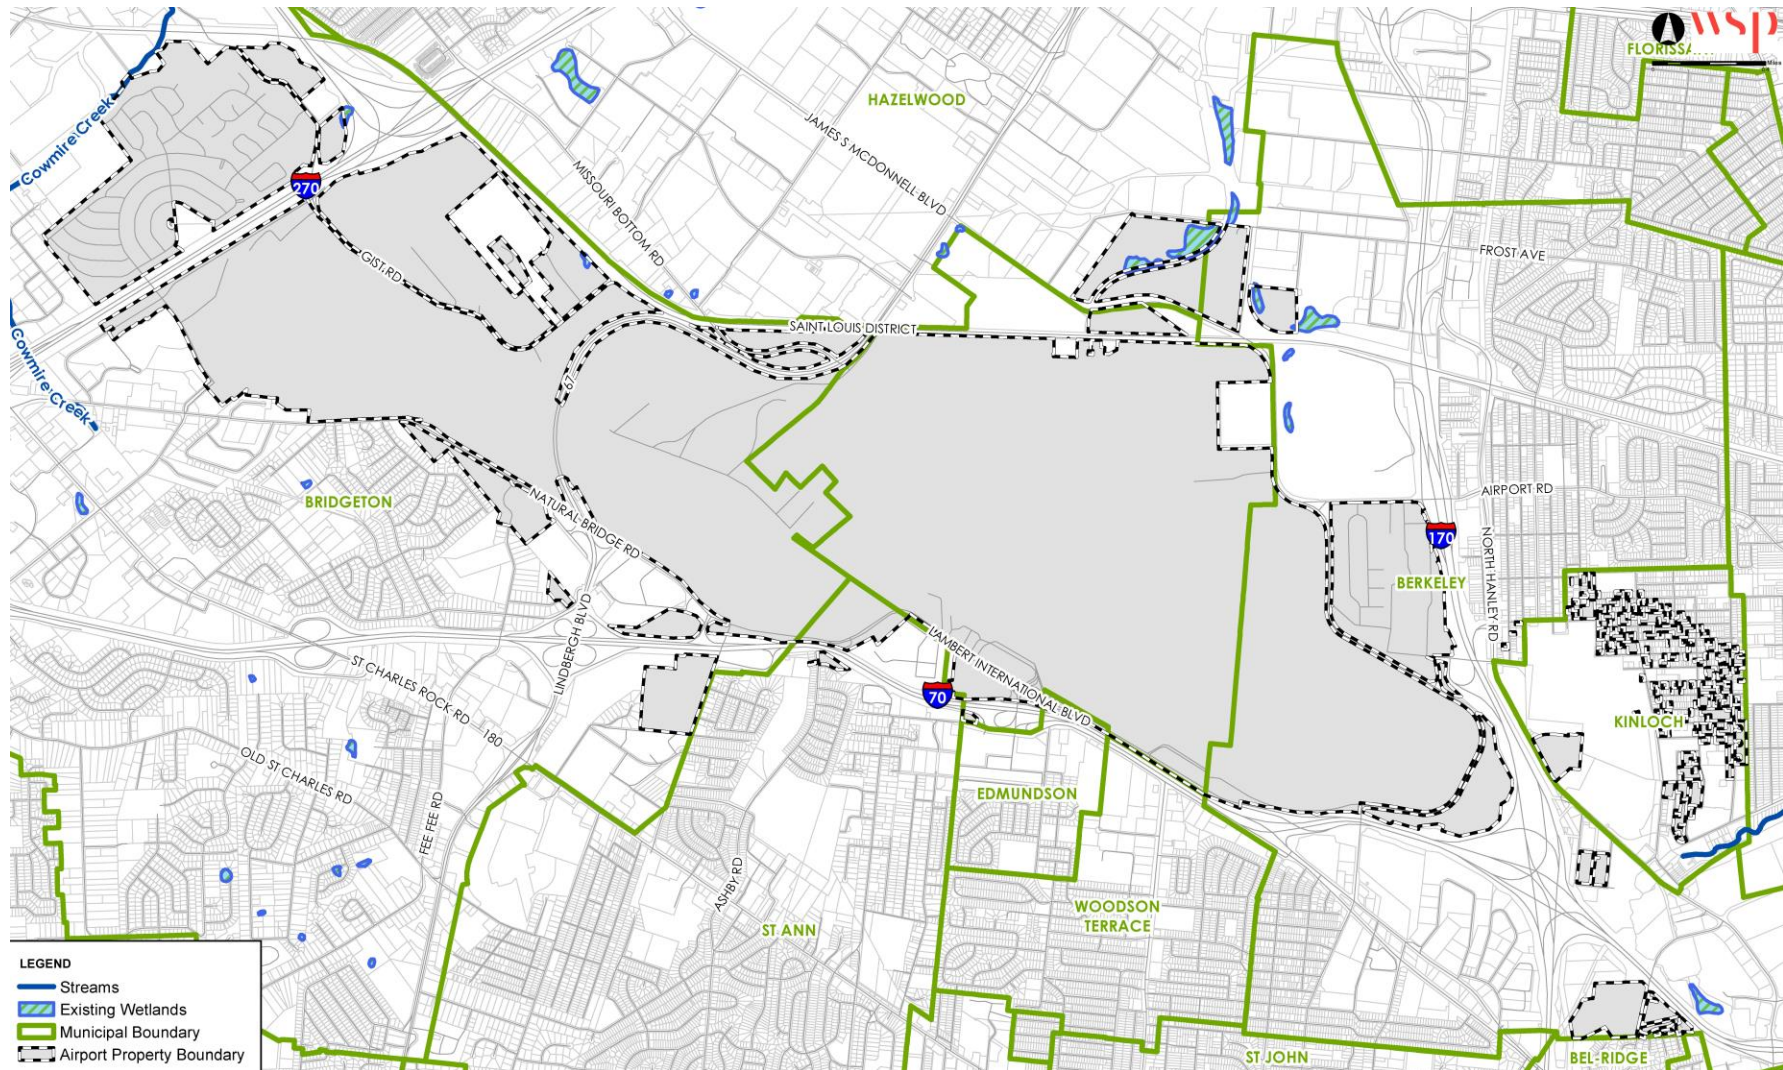 WSP
FLORISSANT
Miles
HAZELWOOD
Cowmire Creek
JAMES S MCDONNELL BLVD
270
MISSOURI BOTTOM RD
FROST AVE
GIST RD
SAINT LOUIS DISTRICT
67
Cowmire Creek
BRIDGETON
AIRPORT RD
NATURAL BRIDGE RD
170
NORTH HANLEY RD
BERKELEY
LINDBERGH BLVD
LAMBERT INTERNATIONAL BLVD
ST CHARLES ROCK RD
180
70
KINLOCH
OLD ST CHARLES RD
EDMUNDSON
FEE FEE RD
ASHBY RD
WOODSON
TERRACE
ST ANN
LEGEND
Streams
Existing Wetlands
Municipal Boundary
Airport Property Boundary
ST JOHN
BEL-RIDGE